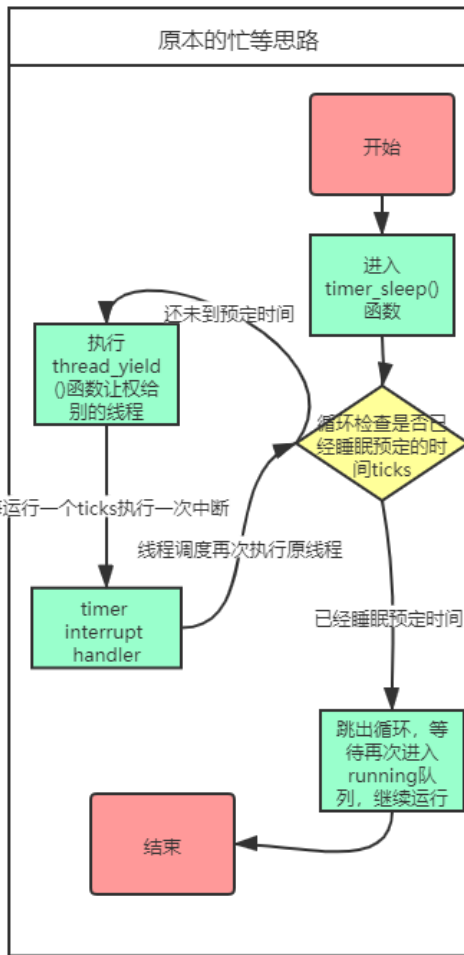 原本的忙等思路
开始
进入
timer_sleep()
函数
还未到预定时间
执行
thread_yield
()函数让权给
别的线程
循环检查是否已
经睡眠预定的时
间ticks
运行一个ticks执行一次中断
线程调度再次执行原线程
timer
interrupt
handler
已经睡眠预定时间
跳出循环，等
待再次进入
running队
列，继续运行
结束